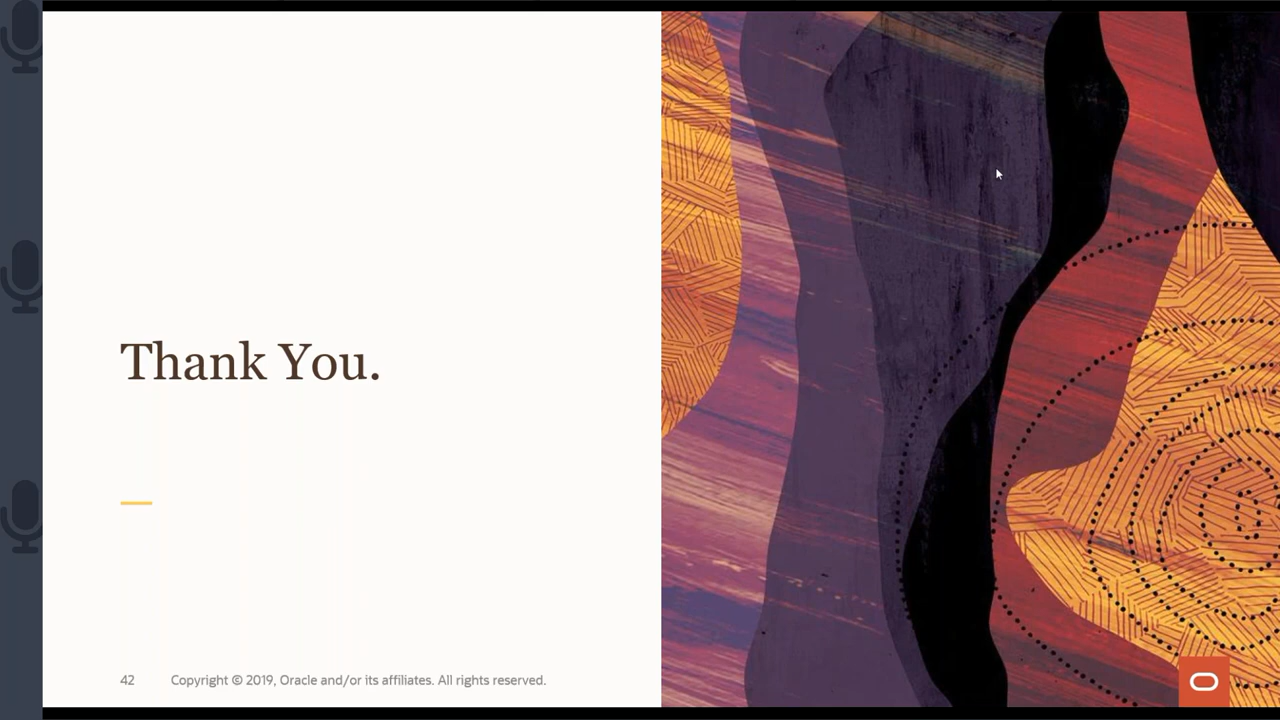 Thank You.
42 Copyright © 2019, Oracle and/or its affiliates. All rights reserved.